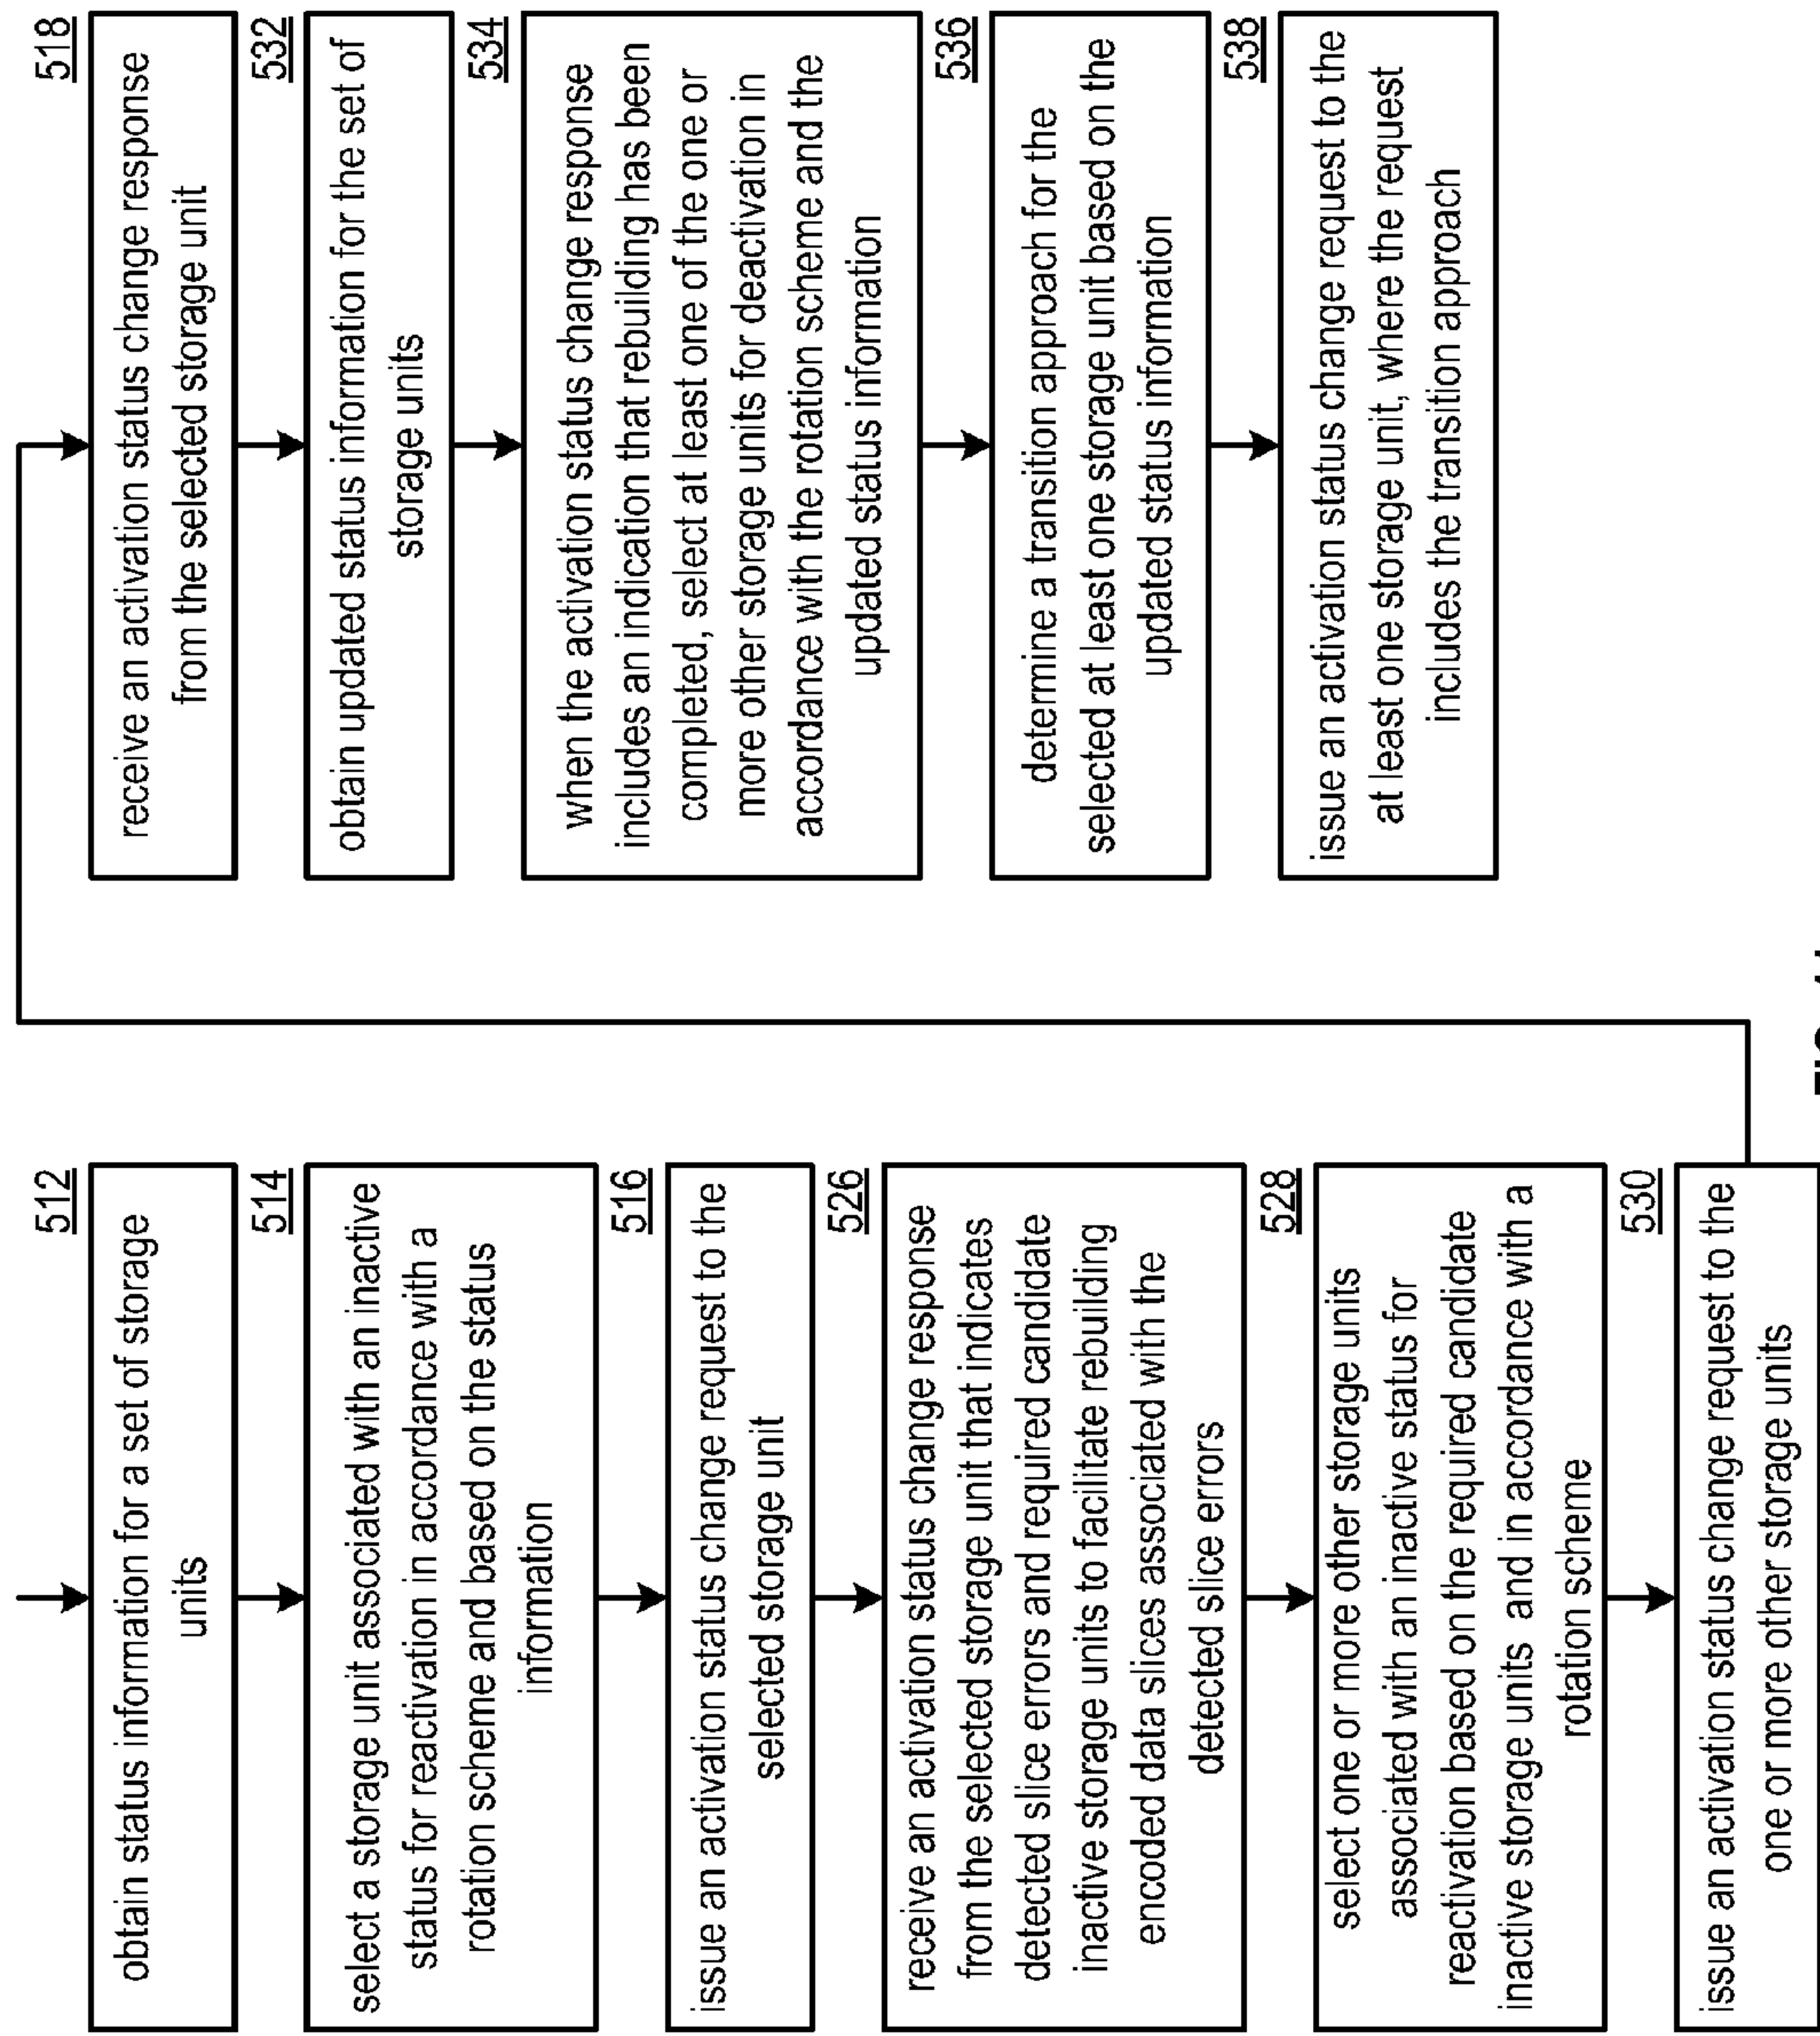 512
obtain status information for a set of storage
units
514
select a storage unit associated with an inactive
status for reactivation in accordance with a
rotation scheme and based on the status
information
516
issue an activation status change request to the
selected storage unit
526
receive an activation status change response
from the selected storage unit that indicates
detected slice errors and required candidate
inactive storage units to facilitate rebuilding
encoded data slices associated with the
detected slice errors
528
select one or more other storage units
associated with an inactive status for
reactivation based on the required candidate
inactive storage units and in accordance with a
rotation scheme
530
issue an activation status change request to the
one or more other storage units
518
receive an activation status change response
from the selected storage unit
532
obtain updated status information for the set of
storage units
534
when the activation status change response
includes an indication that rebuilding has been
completed, select at least one of the one or
more other storage units for deactivation in
accordance with the rotation scheme and the
updated status information
536
determine a transition approach for the
selected at least one storage unit based on the
updated status information
538
issue an activation status change request to the
at least one storage unit, where the request
includes the transition approach